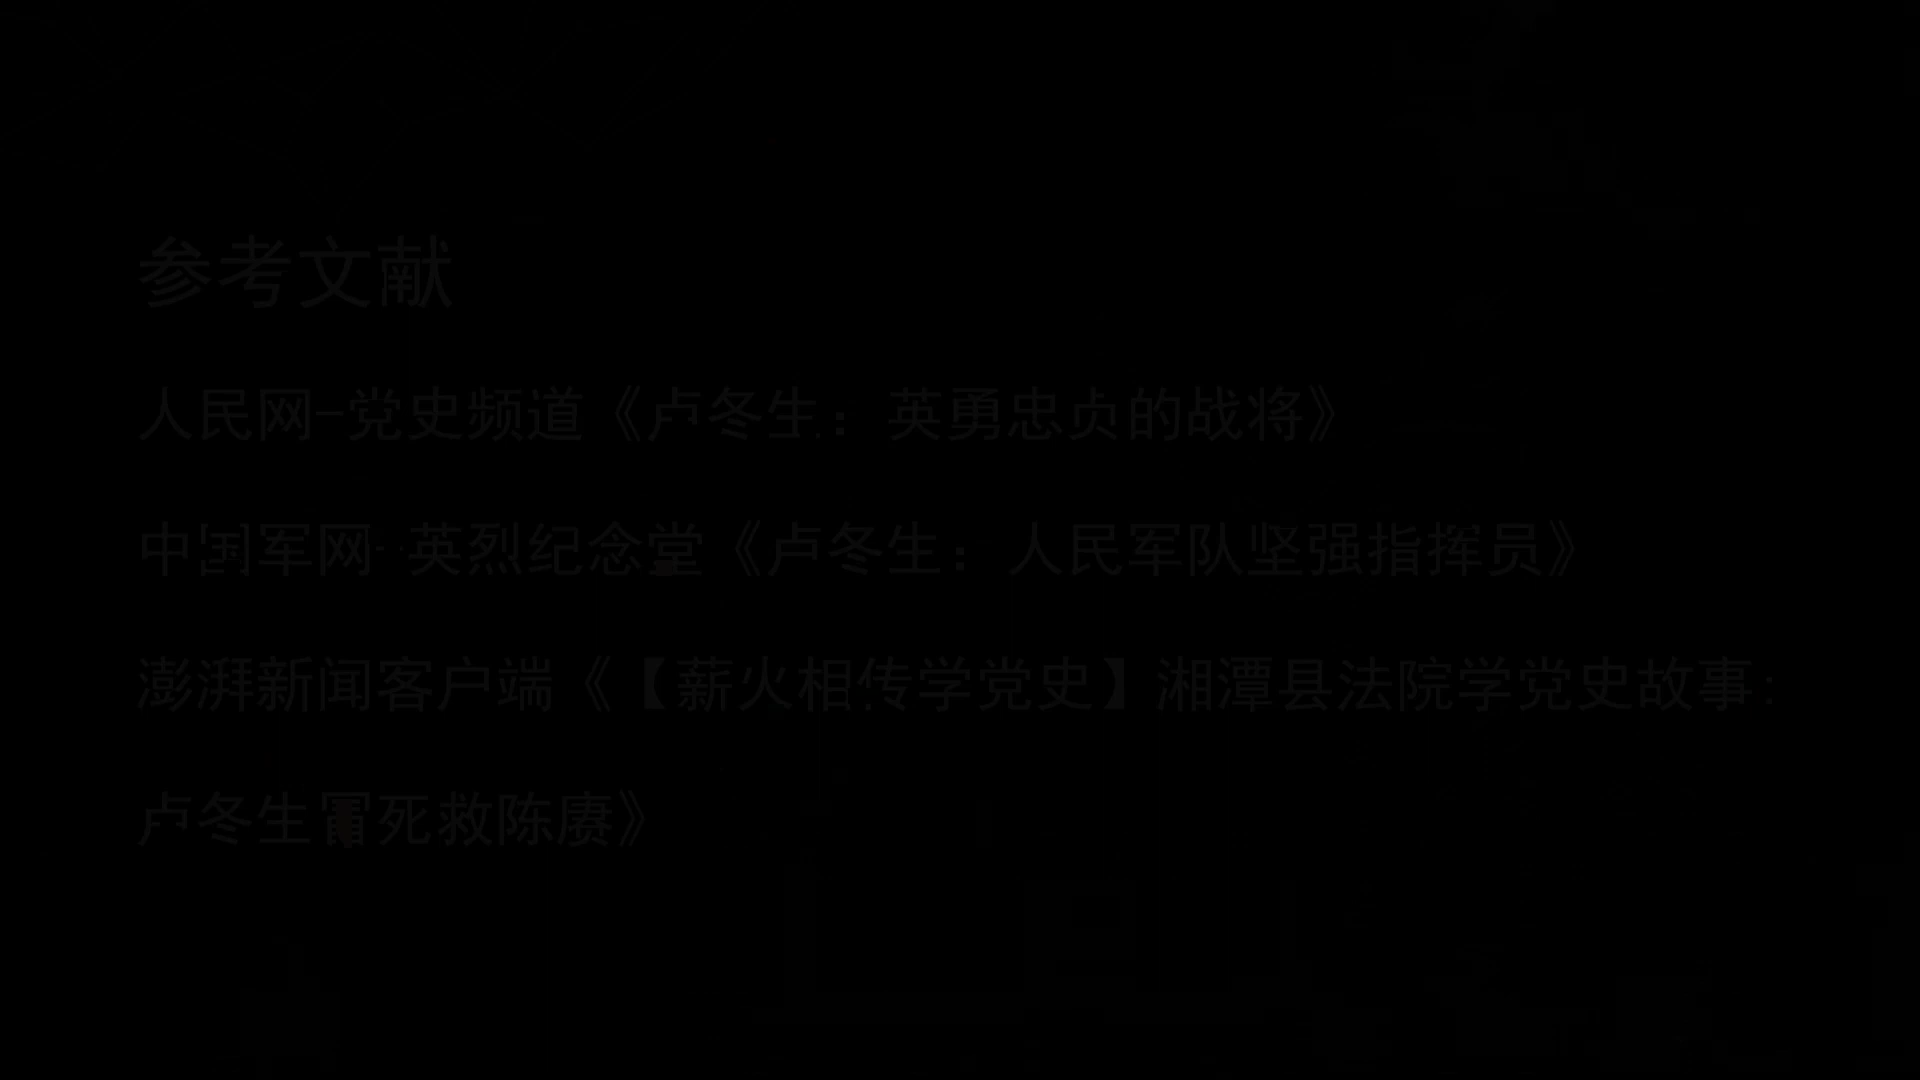 参考文献
人民网-党史频道《卢冬生：英勇忠贞的战将》
中国军网--英烈纪念堂《卢冬生：人民军队坚强指挥员》
澎湃新闻客户端《【薪火相传学党史】湘潭县法院学党史故事：
卢冬生冒死救陈赓》